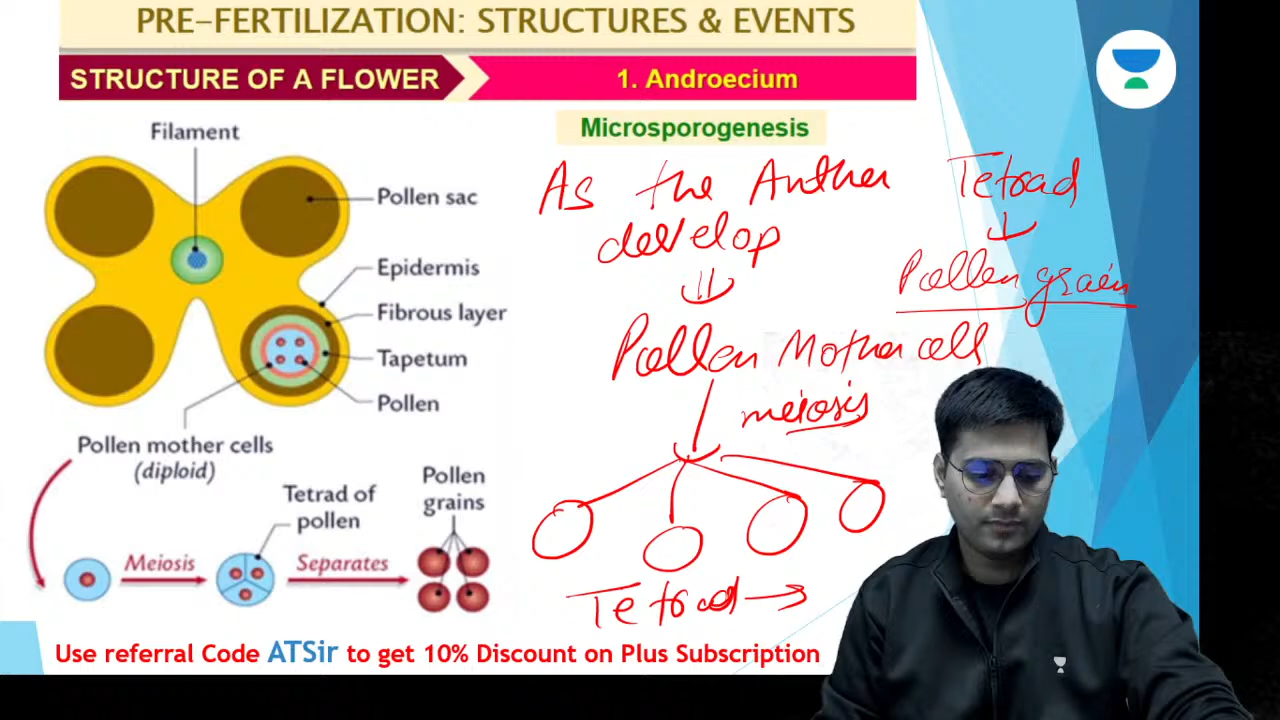 PRE-FERTILIZATION: STRUCTURES & EVENTS
STRUCTURE OF A FLOWER
1. Androecium
Filament
Pollen sac
Epidermis
Fibrous layer
Tapetum
Pollen
Pollen mother cells
(diploid)
Tetrad of
pollen
Pollen
grains
Meiosis
Separates
Microsporogenesis
As the Anther
develop
Pollen Mother cell
meiosis
Tetrad
Tetrad
Pollen grain
Use referral Code ATSir to get 10% Discount on Plus Subscription